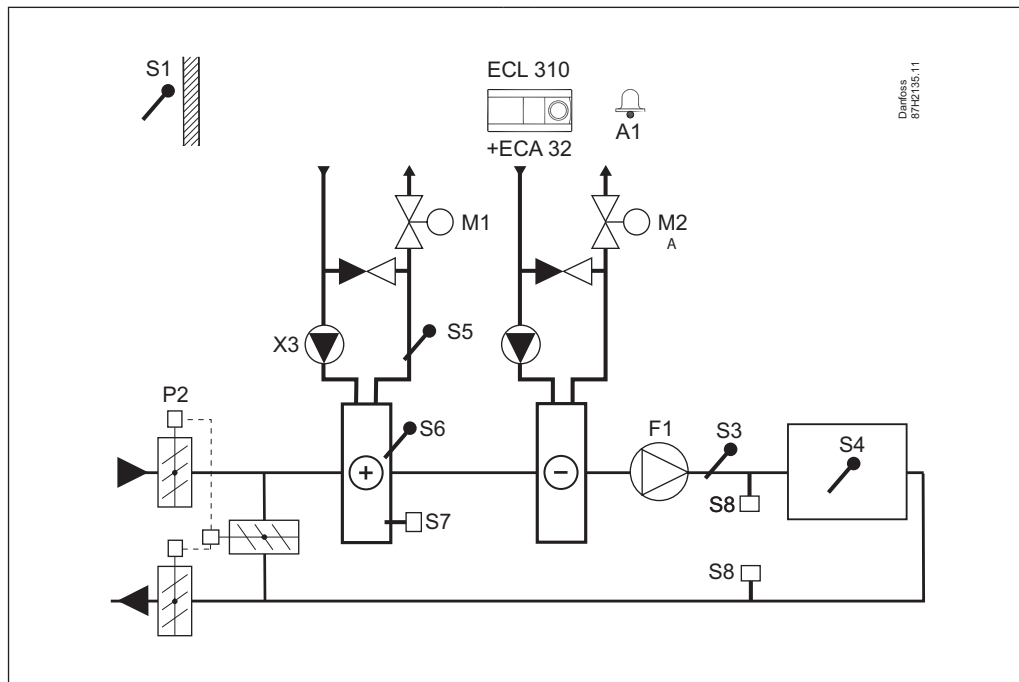 S1
ECL 310
+ECA 32
A1
Danfoss
87H2135.11
M1
M2
A
X3
S5
P2
S6
F1
S3
S4
+
−
S8
S7
S8